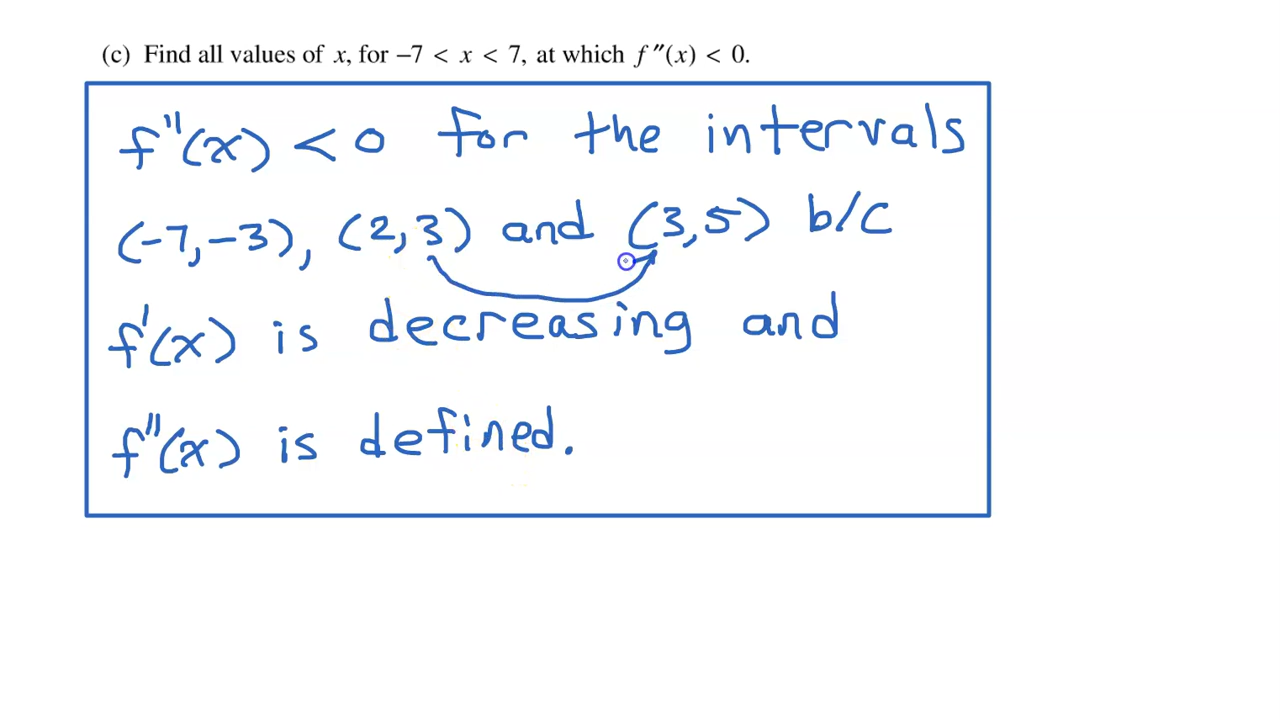 (c) Find all values of x, for −7 < x < 7, at which f ″(x) < 0.
f"(x) < 0 for the intervals
(-7,-3), (2,3) and (3,5) b/c
f'(x) is decreasing and
f"(x) is defined.